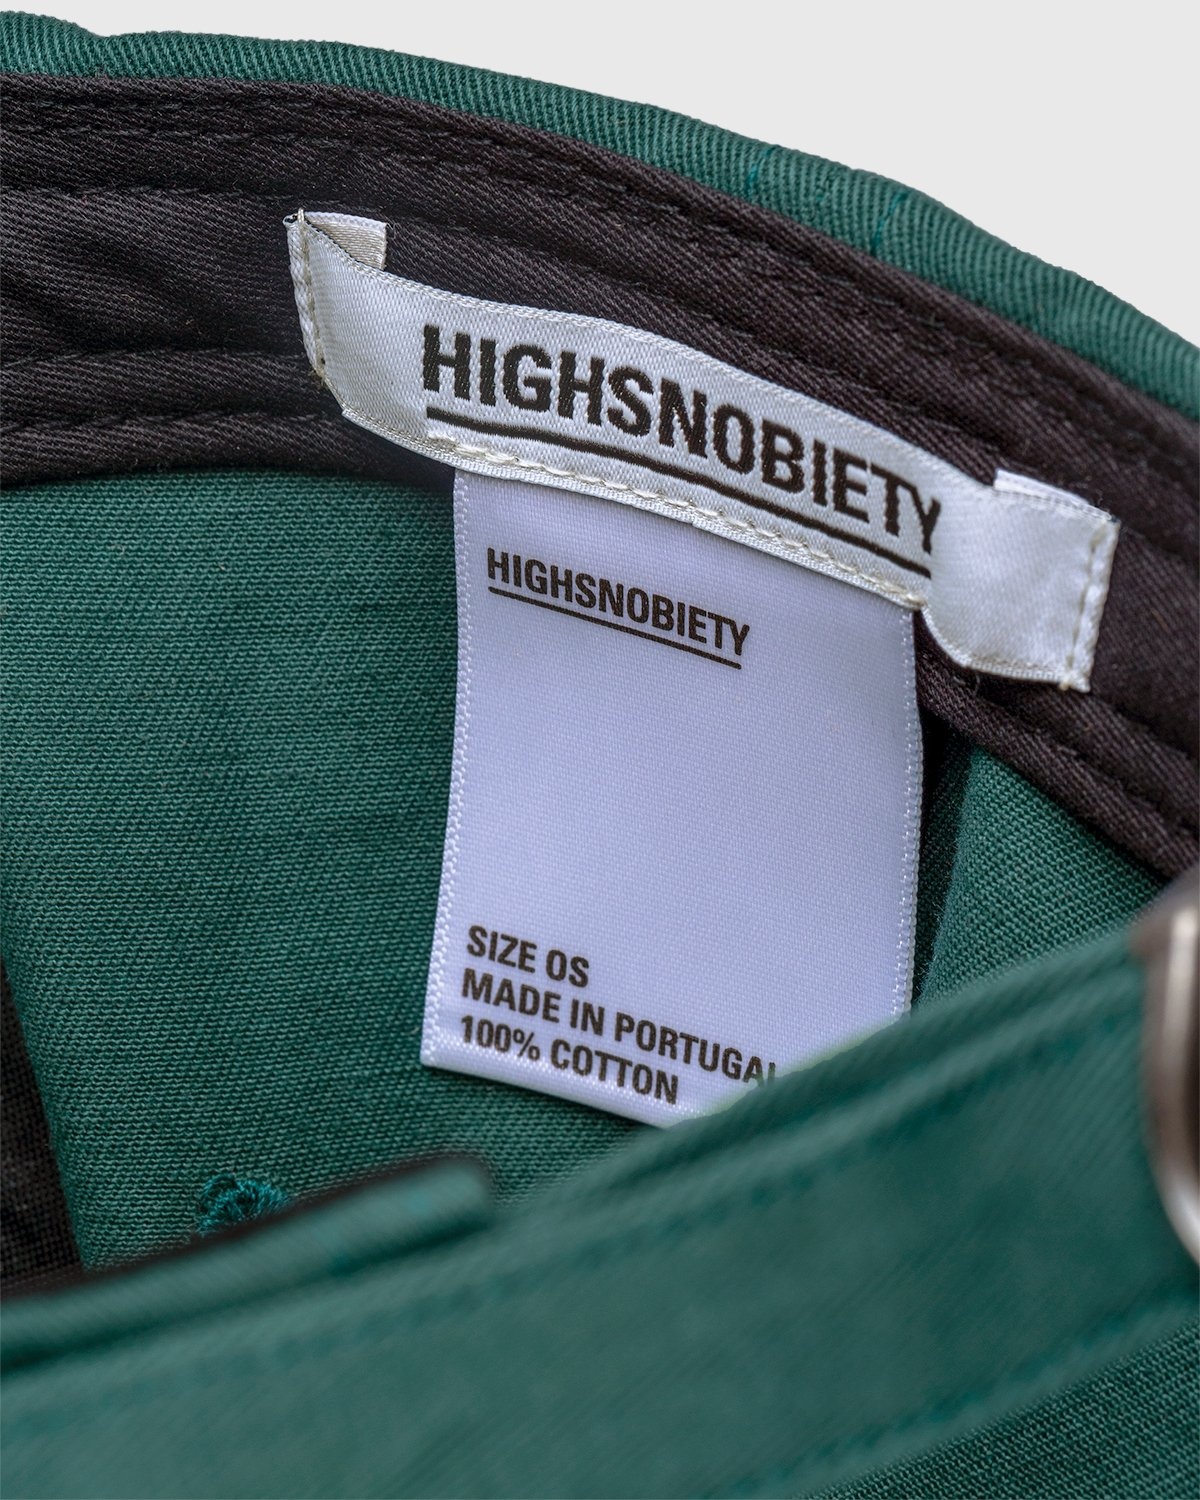 HIGHSNOBIETY
HIGHSNOBIETY
SIZE OS
MADE IN PORTUGAL
100% COTTON